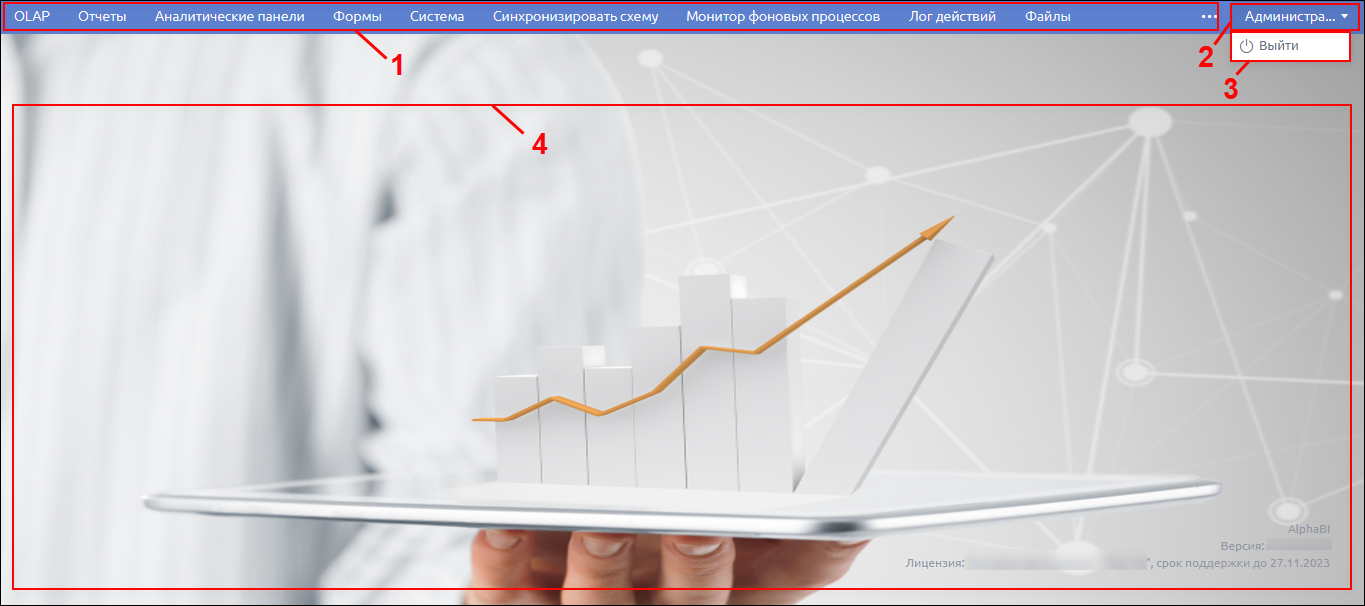 OLAP Отчеты Аналитические панели Формы Система Синхронизировать схему Монитор фоновых процессов Лог действий Файлы ••• Администра...
Выйти
1
2
3
4
AlphaBI
Версия:
Лицензия: ", срок поддержки до 27.11.2023